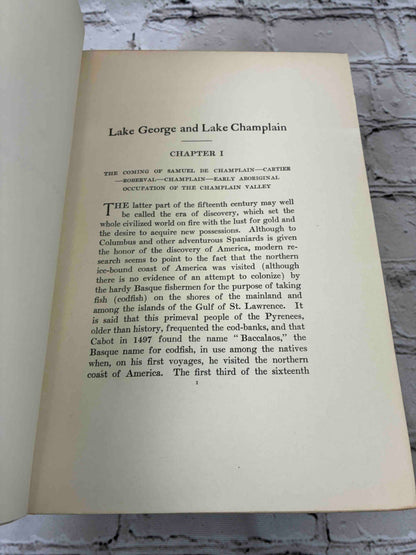 Lake George and Lake Champlain
CHAPTER I
THE COMING OF SAMUEL DE CHAMPLAIN—CARTIER
—ROBERVAL—CHAMPLAIN—EARLY ABORIGINAL
OCCUPATION OF THE CHAMPLAIN VALLEY
THE latter part of the fifteenth century may well
be called the era of discovery, which set the
whole civilized world on fire with the lust for gold and
the desire to acquire new possessions. Although to
Columbus and other adventurous Spaniards is given
the honor of the discovery of America, modern re-
search seems to point to the fact that the northern
ice-bound coast of America was visited (although
there is no evidence of an attempt to colonize) by
the hardy Basque fishermen for the purpose of taking
fish (codfish) on the shores of the mainland and
among the islands of the Gulf of St. Lawrence. It
is said that this primeval people of the Pyrenees,
older than history, frequented the cod-banks, and that
Cabot in 1497 found the name "Baccalaos," the
Basque name for codfish, in use among the natives
when, on his first voyages, he visited the northern
coast of America. The first third of the sixteenth
1